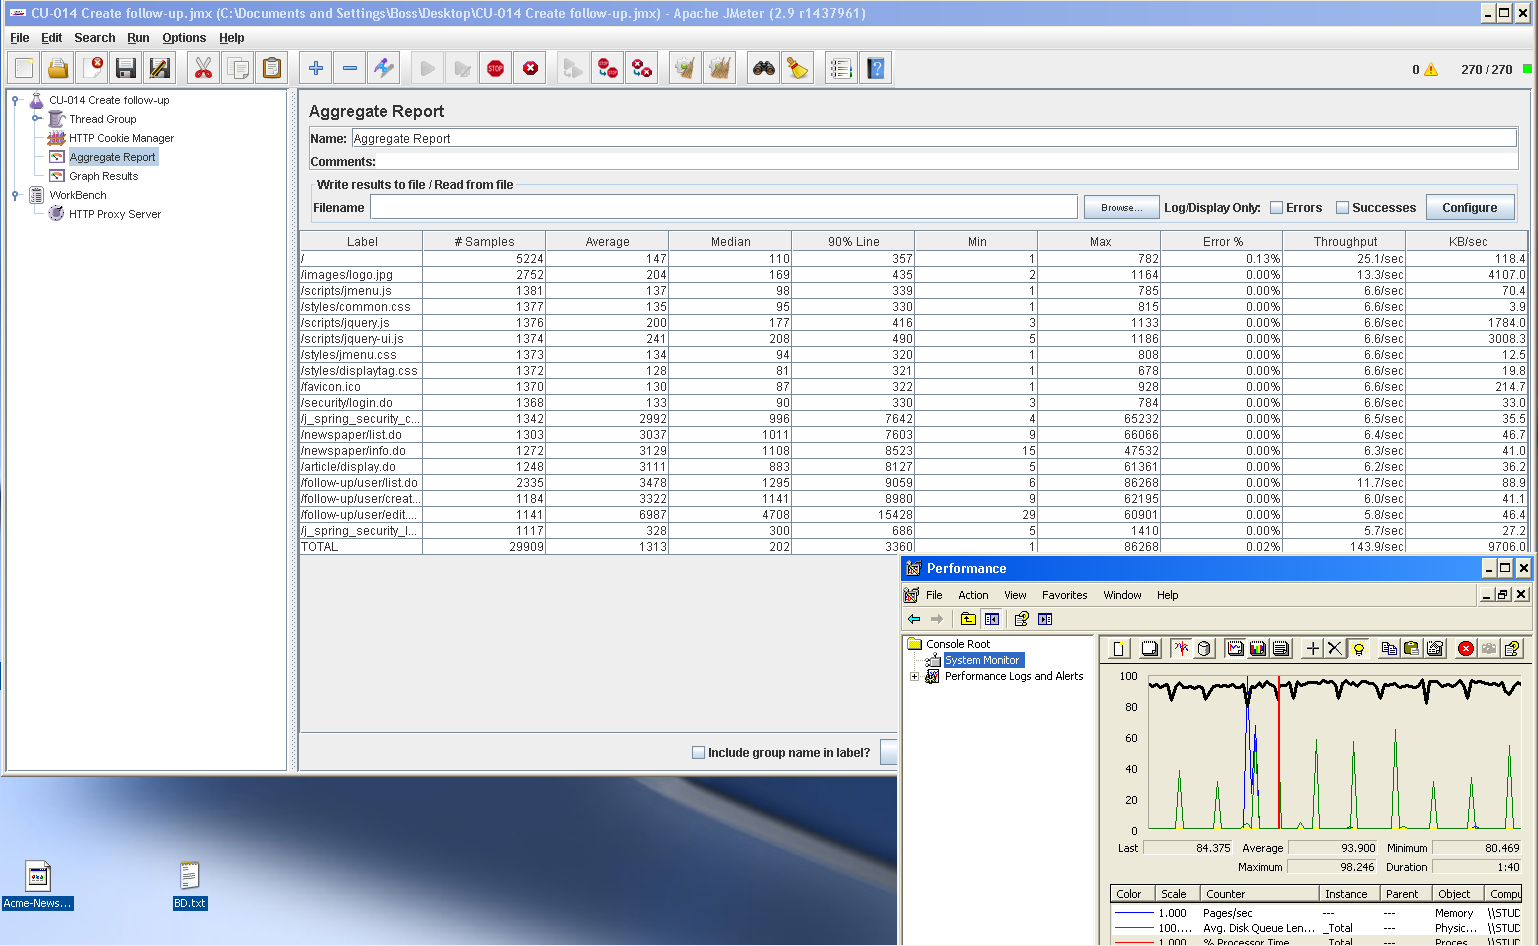 CU-014 Create follow-up.jmx (C:\Documents and Settings\Boss\Desktop\CU-014 Create follow-up.jmx) - Apache JMeter (2.9 r1437961)
File Edit Search Run Options Help
0 270 / 270
CU-014 Create follow-up
Thread Group
HTTP Cookie Manager
Aggregate Report
Graph Results
WorkBench
HTTP Proxy Server
Aggregate Report
Name: Aggregate Report
Comments:
Write results to file / Read from file
Filename Browse... Log/Display Only: Errors Successes Configure
Label # Samples Average Median 90% Line Min Max Error % Throughput KB/sec
/ 5224 147 110 357 1 782 0.13% 25.1/sec 118.4
/images/logo.jpg 2752 204 169 435 2 1164 0.00% 13.3/sec 4107.0
/scripts/jmenu.js 1381 137 98 339 1 785 0.00% 6.6/sec 70.4
/styles/common.css 1377 135 95 330 1 815 0.00% 6.6/sec 3.9
/scripts/jquery.js 1376 200 177 416 3 1133 0.00% 6.6/sec 1784.0
/scripts/jquery-ui.js 1374 241 208 490 5 1186 0.00% 6.6/sec 3008.3
/styles/jmenu.css 1373 134 94 320 1 808 0.00% 6.6/sec 12.5
/styles/displaytag.css 1372 128 81 321 1 678 0.00% 6.6/sec 19.8
/favicon.ico 1370 130 87 322 1 928 0.00% 6.6/sec 214.7
/security/login.do 1368 133 90 330 3 784 0.00% 6.6/sec 33.0
/j_spring_security_c... 1342 2992 996 7642 4 65232 0.00% 6.5/sec 35.5
/newspaper/list.do 1303 3037 1011 7603 9 66066 0.00% 6.4/sec 46.7
/newspaper/info.do 1272 3129 1108 8523 15 47532 0.00% 6.3/sec 41.0
/article/display.do 1248 3111 883 8127 5 61361 0.00% 6.2/sec 36.2
/follow-up/user/list.do 2335 3478 1295 9059 6 86268 0.00% 11.7/sec 88.9
/follow-up/user/creat... 1184 3322 1141 8980 9 62195 0.00% 6.0/sec 41.1
/follow-up/user/edit.... 1141 6987 4708 15428 29 60901 0.00% 5.8/sec 46.4
/j_spring_security_l... 1117 328 300 686 5 1410 0.00% 5.7/sec 27.2
TOTAL 29909 1313 202 3360 1 86268 0.02% 143.9/sec 9706.0
Include group name in label?
Performance
File Action View Favorites Window Help
Console Root
System Monitor
Performance Logs and Alerts
100
80
60
40
20
0
Last 84.375 Average 93.900 Minimum 80.469
Maximum 98.246 Duration 1:40
Color Scale Counter Instance Parent Object Compu
1.000 Pages/sec --- --- Memory \\STUD
100.... Avg. Disk Queue Len... _Total --- Physic... \\STUD
1.000 % Processor Time _Total --- Proces... \\STUD
Acme-News...
BD.txt